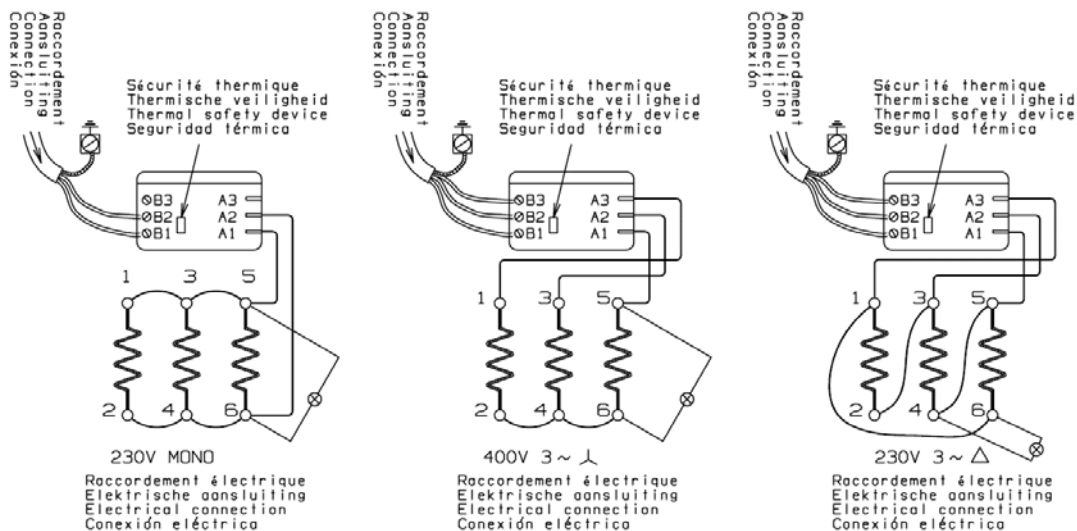 Raccordement
Aansluiting
Connection
Conexión
Sécurité thermique
Thermische veiligheid
Thermal safety device
Seguridad térmica
B3 A3
B2 A2
B1 A1
1 3 5
2 4 6
230V MONO
Raccordement électrique
Elektrische aansluiting
Electrical connection
Conexión eléctrica
Raccordement
Aansluiting
Connection
Conexión
Sécurité thermique
Thermische veiligheid
Thermal safety device
Seguridad térmica
B3 A3
B2 A2
B1 A1
1 3 5
2 4 6
400V 3~
Raccordement électrique
Elektrische aansluiting
Electrical connection
Conexión eléctrica
Raccordement
Aansluiting
Connection
Conexión
Sécurité thermique
Thermische veiligheid
Thermal safety device
Seguridad térmica
B3 A3
B2 A2
B1 A1
1 3 5
2 4 6
230V 3~ △
Raccordement électrique
Elektrische aansluiting
Electrical connection
Conexión eléctrica